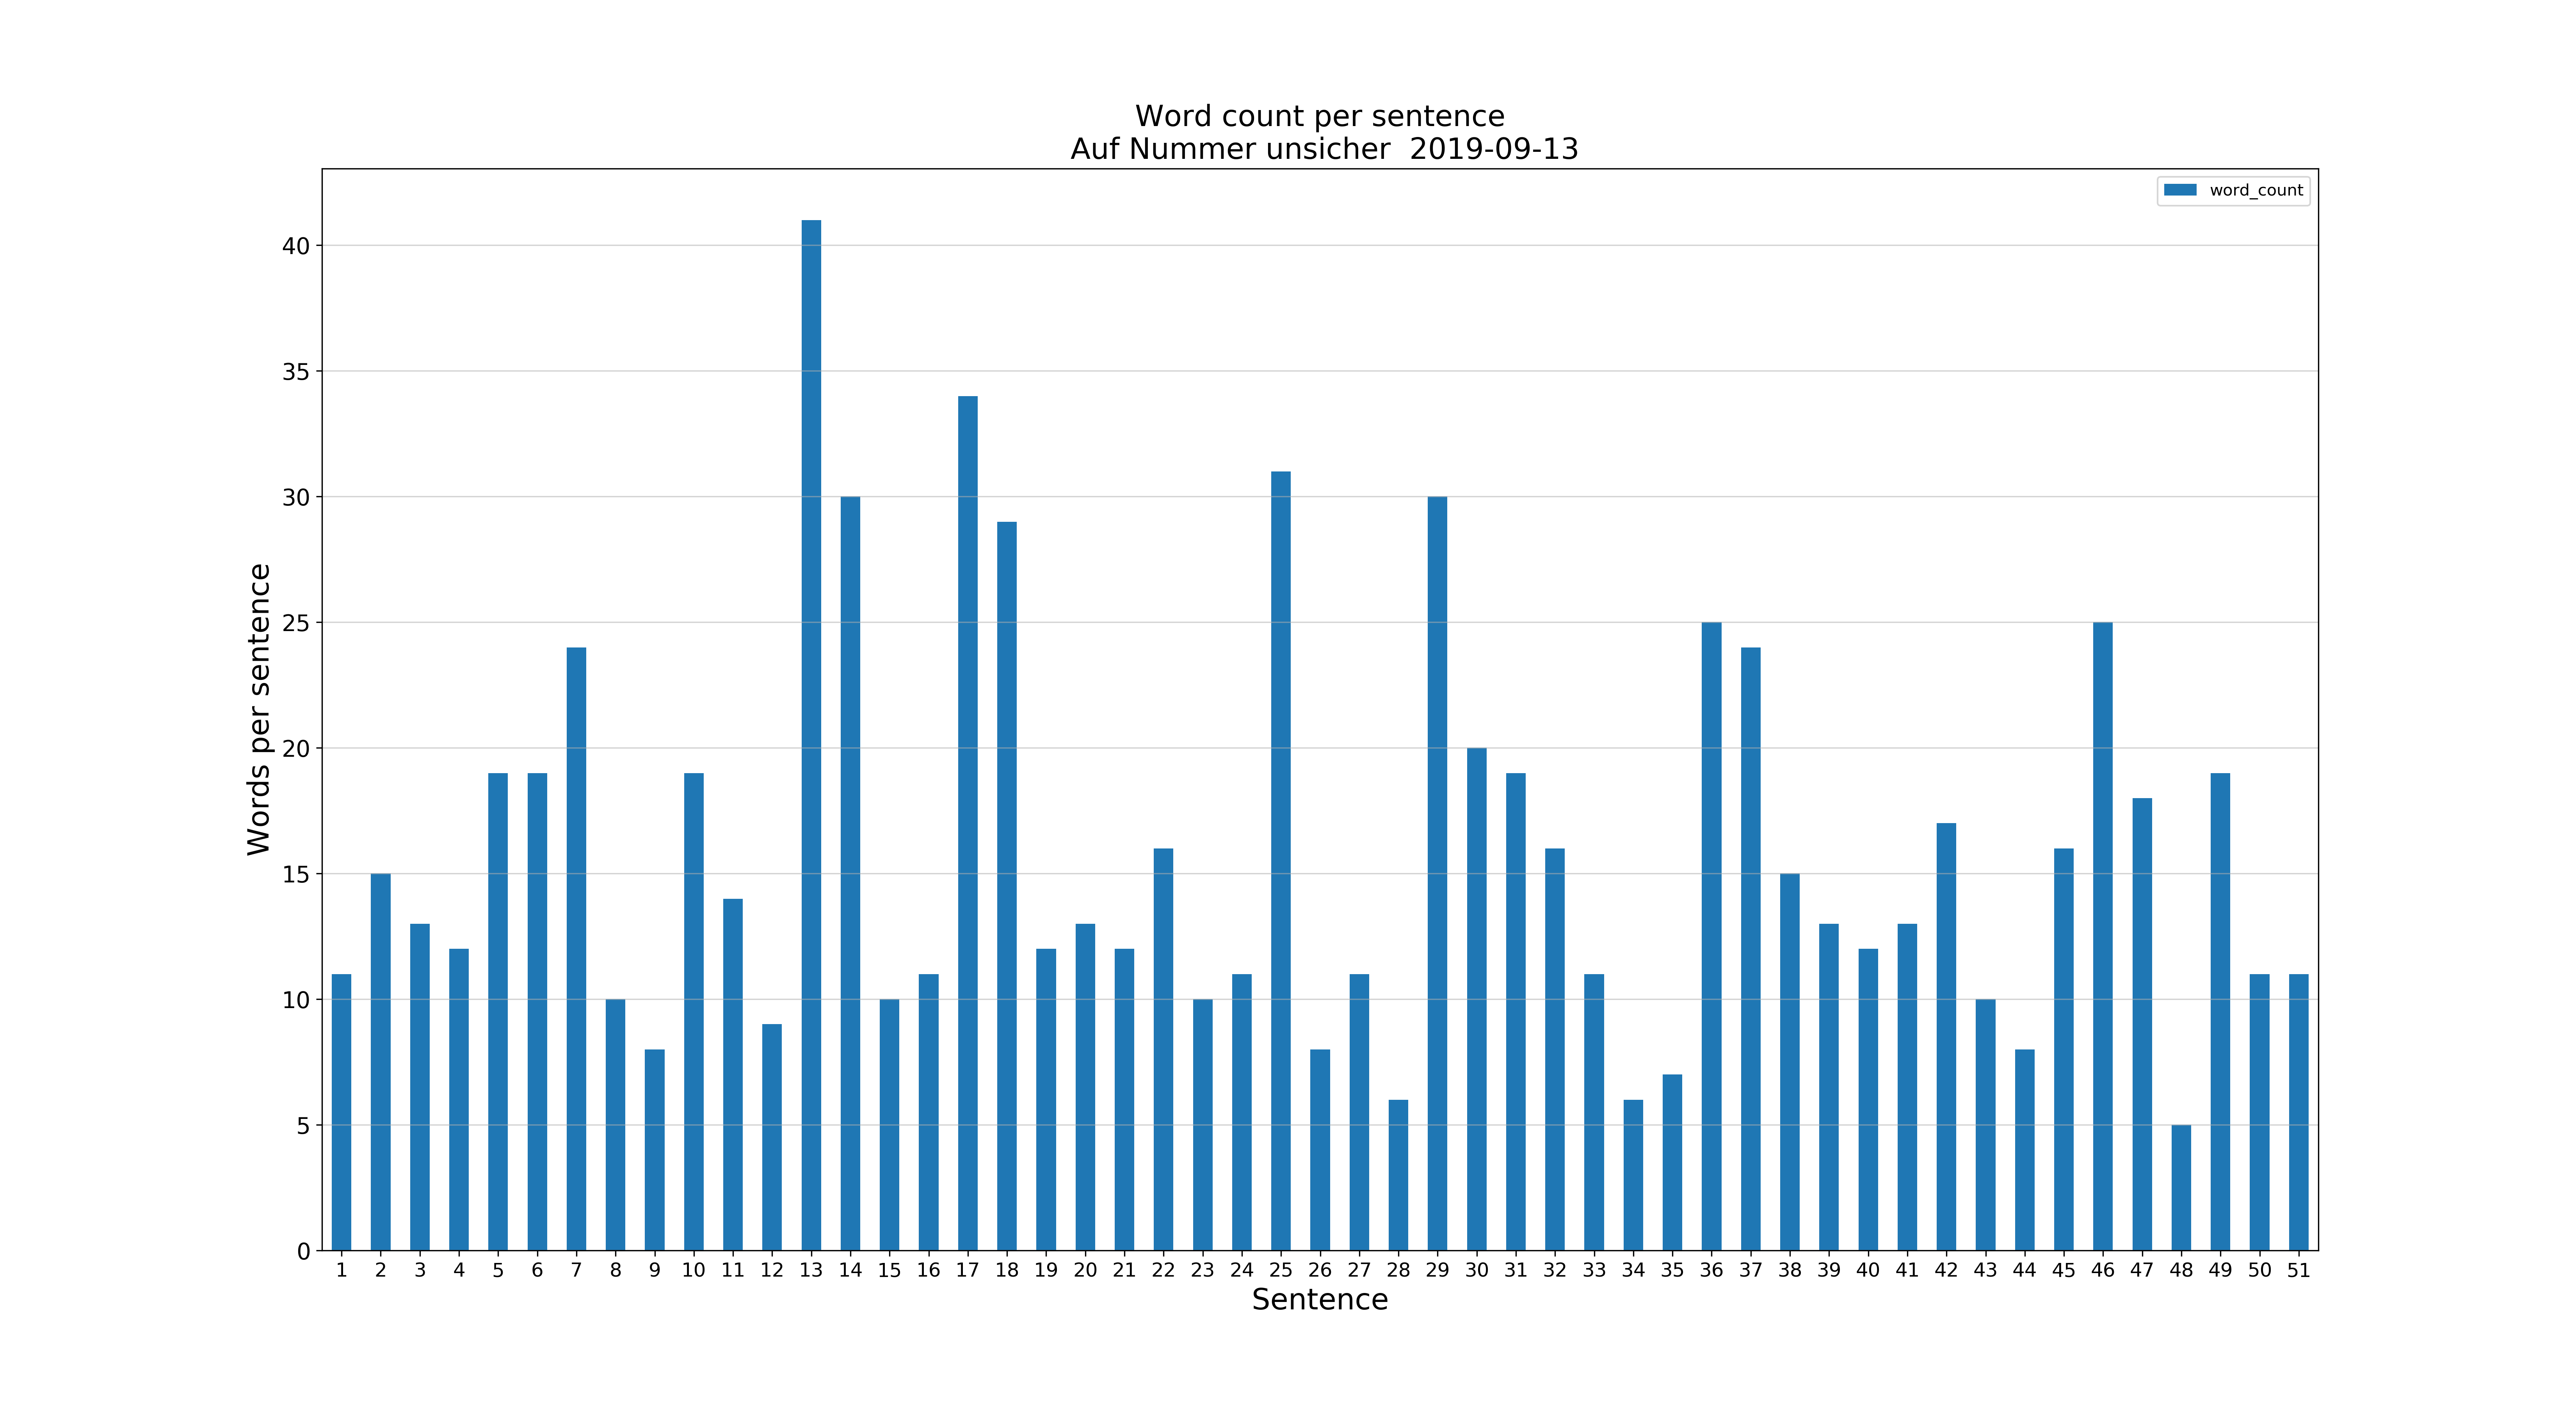 Word count per sentence
Auf Nummer unsicher  2019-09-13
word_count
Words per sentence
40
35
30
25
20
15
10
5
0
1 2 3 4 5 6 7 8 9 10 11 12 13 14 15 16 17 18 19 20 21 22 23 24 25 26 27 28 29 30 31 32 33 34 35 36 37 38 39 40 41 42 43 44 45 46 47 48 49 50 51
Sentence